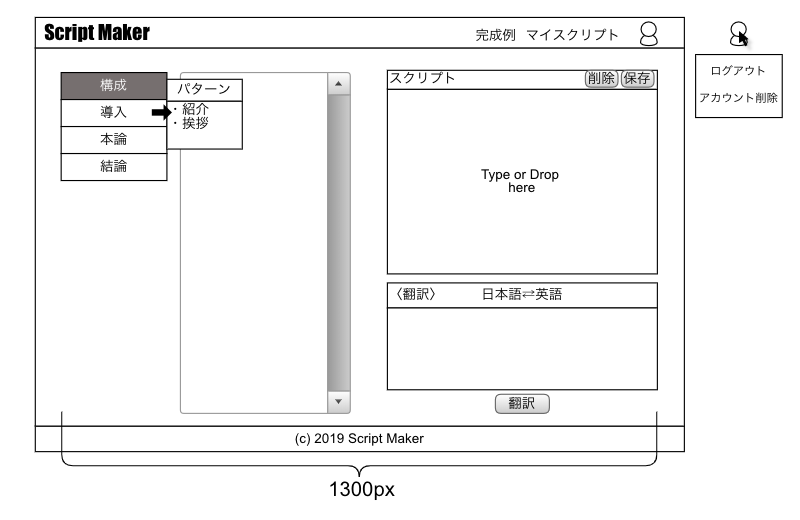 Script Maker
完成例 マイスクリプト
ログアウト
アカウント削除
構成
導入
本論
結論
パターン
・紹介
・挨拶
スクリプト
削除
保存
Type or Drop
here
〈翻訳〉 日本語⇄英語
翻訳
(c) 2019 Script Maker
1300px